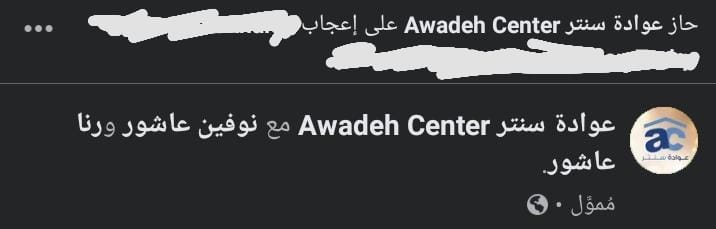 حاز عوادة سنتر Awadeh Center على إعجاب
عوادة سنتر Awadeh Center مع نوفين عاشور ورنا
عاشور.
مُموَّل ·
ac
عوادة سنتر